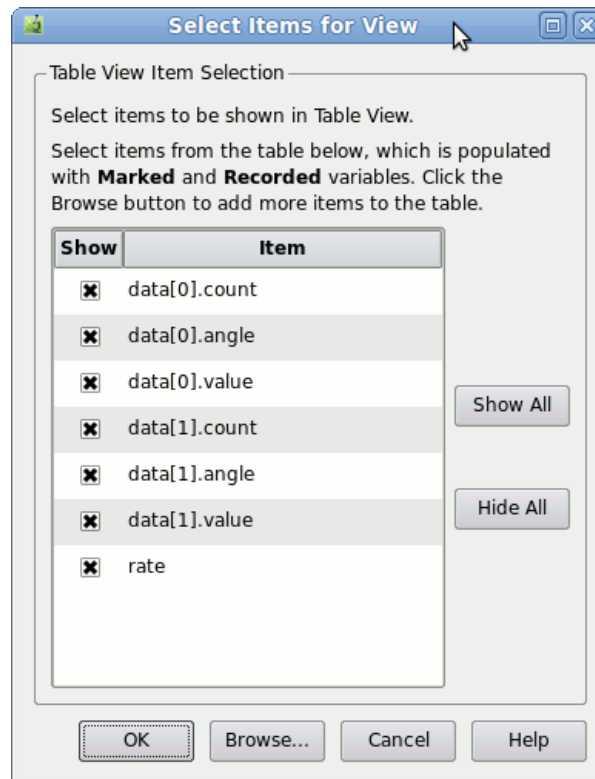 Select Items for View
Table View Item Selection
Select items to be shown in Table View.
Select items from the table below, which is populated
with Marked and Recorded variables. Click the
Browse button to add more items to the table.
Show Item
data[0].count
data[0].angle
data[0].value
data[1].count
data[1].angle
data[1].value
rate
Show All
Hide All
OK Browse... Cancel Help